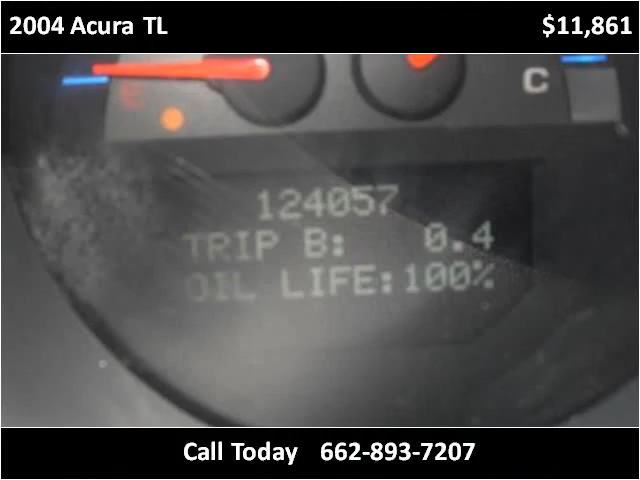 2004 Acura TL $11,861
E
C
124057
TRIP B: 0.4
OIL LIFE:100%
Call Today 662-893-7207